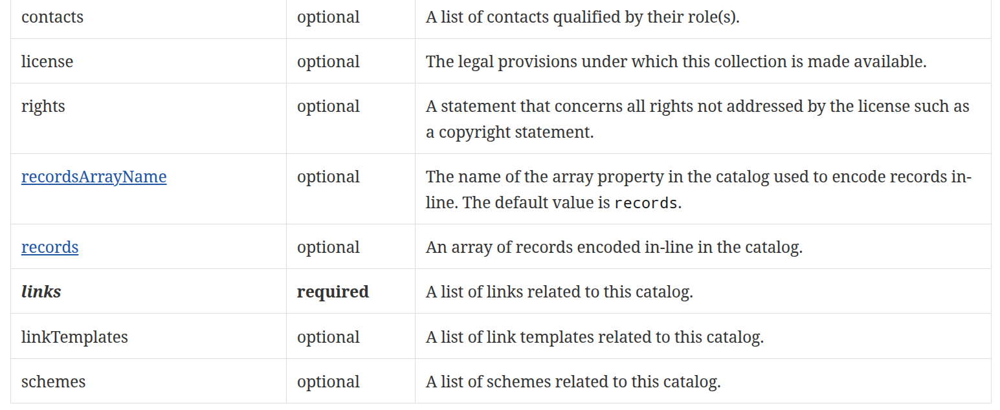 contacts optional A list of contacts qualified by their role(s).
license optional The legal provisions under which this collection is made available.
rights optional A statement that concerns all rights not addressed by the license such as
a copyright statement.
recordsArrayName optional The name of the array property in the catalog used to encode records in-
line. The default value is records.
records optional An array of records encoded in-line in the catalog.
links required A list of links related to this catalog.
linkTemplates optional A list of link templates related to this catalog.
schemes optional A list of schemes related to this catalog.